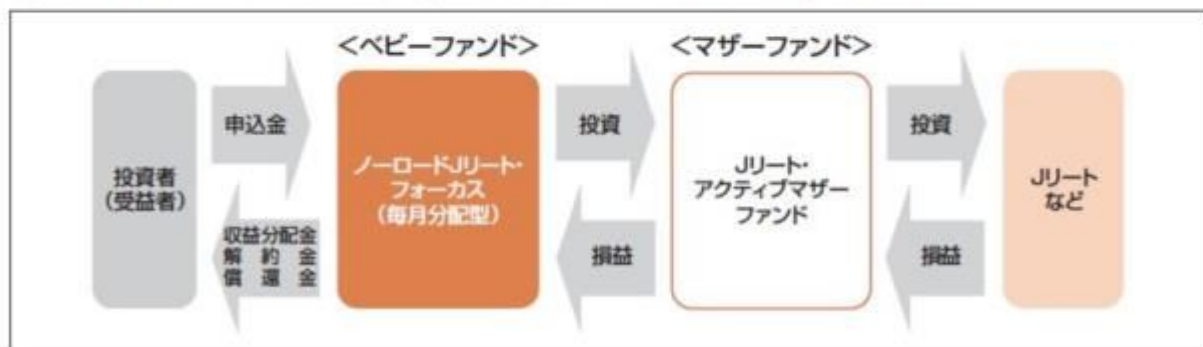 <ベビーファンド>
<マザーファンド>
投資者
(受益者)
申込金
収益分配金
解約金
償還金
ノーロードJリート・
フォーカス
(毎月分配型)
投資
損益
Jリート・
アクティブマザー
ファンド
投資
損益
Jリート
など